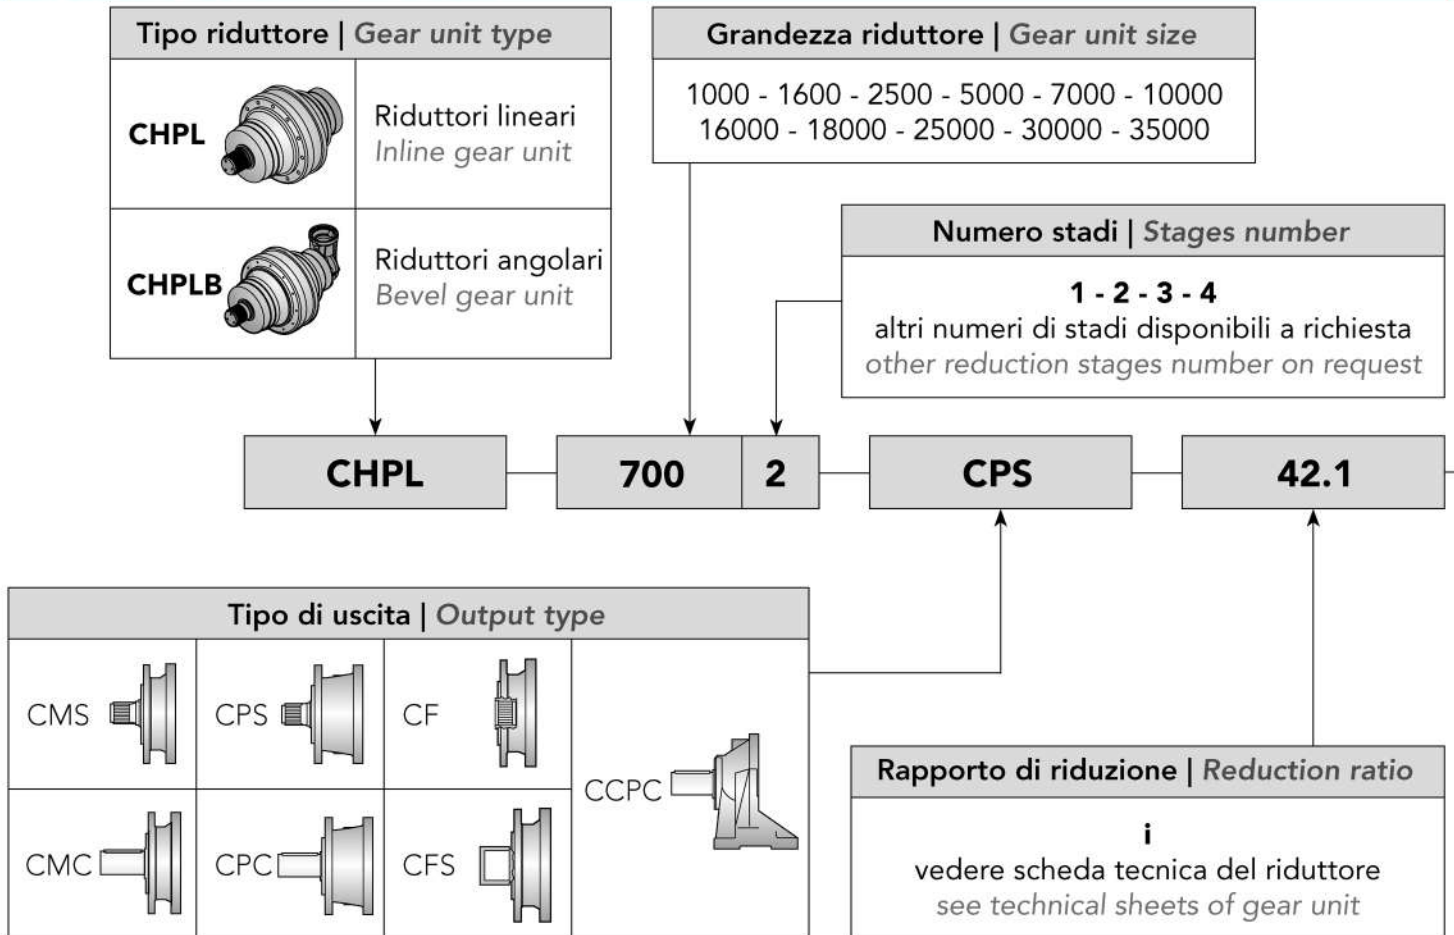 Tipo riduttore | Gear unit type
CHPL
Riduttori lineari
Inline gear unit
CHPLB
Riduttori angolari
Bevel gear unit
Grandezza riduttore | Gear unit size
1000 - 1600 - 2500 - 5000 - 7000 - 10000
16000 - 18000 - 25000 - 30000 - 35000
Numero stadi | Stages number
1 - 2 - 3 - 4
altri numeri di stadi disponibili a richiesta
other reduction stages number on request
CHPL
700
2
CPS
42.1
Tipo di uscita | Output type
CMS
CPS
CF
CCPC
CMC
CPC
CFS
Rapporto di riduzione | Reduction ratio
i
vedere scheda tecnica del riduttore
see technical sheets of gear unit